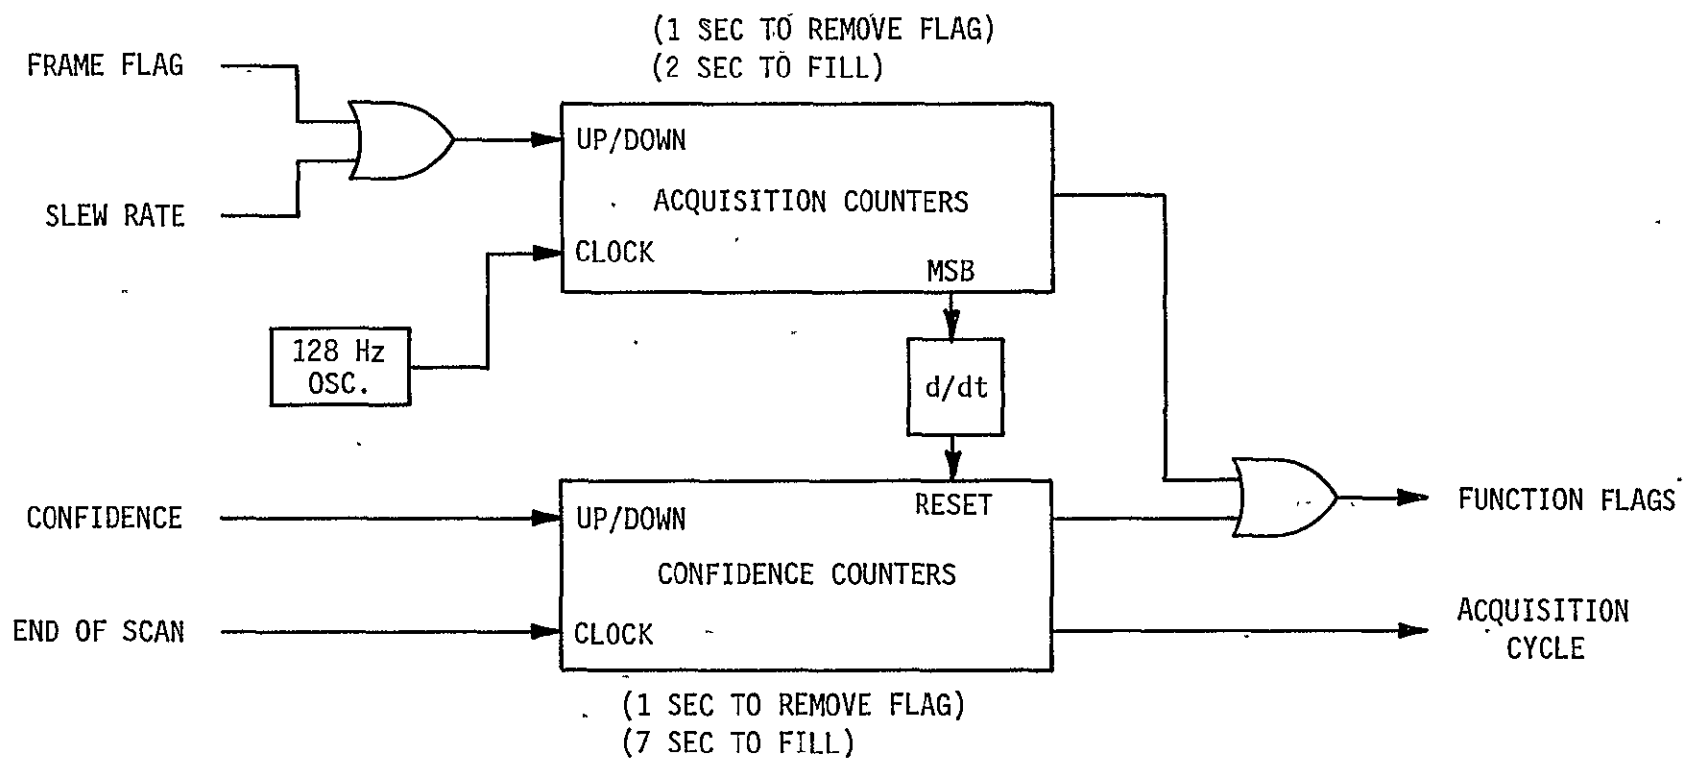 (1 SEC TO REMOVE FLAG)
(2 SEC TO FILL)
FRAME FLAG
UP/DOWN
SLEW RATE
ACQUISITION COUNTERS
CLOCK
MSB
128 Hz
OSC.
d/dt
RESET
CONFIDENCE
UP/DOWN
FUNCTION FLAGS
CONFIDENCE COUNTERS
END OF SCAN
CLOCK
ACQUISITION
CYCLE
(1 SEC TO REMOVE FLAG)
(7 SEC TO FILL)